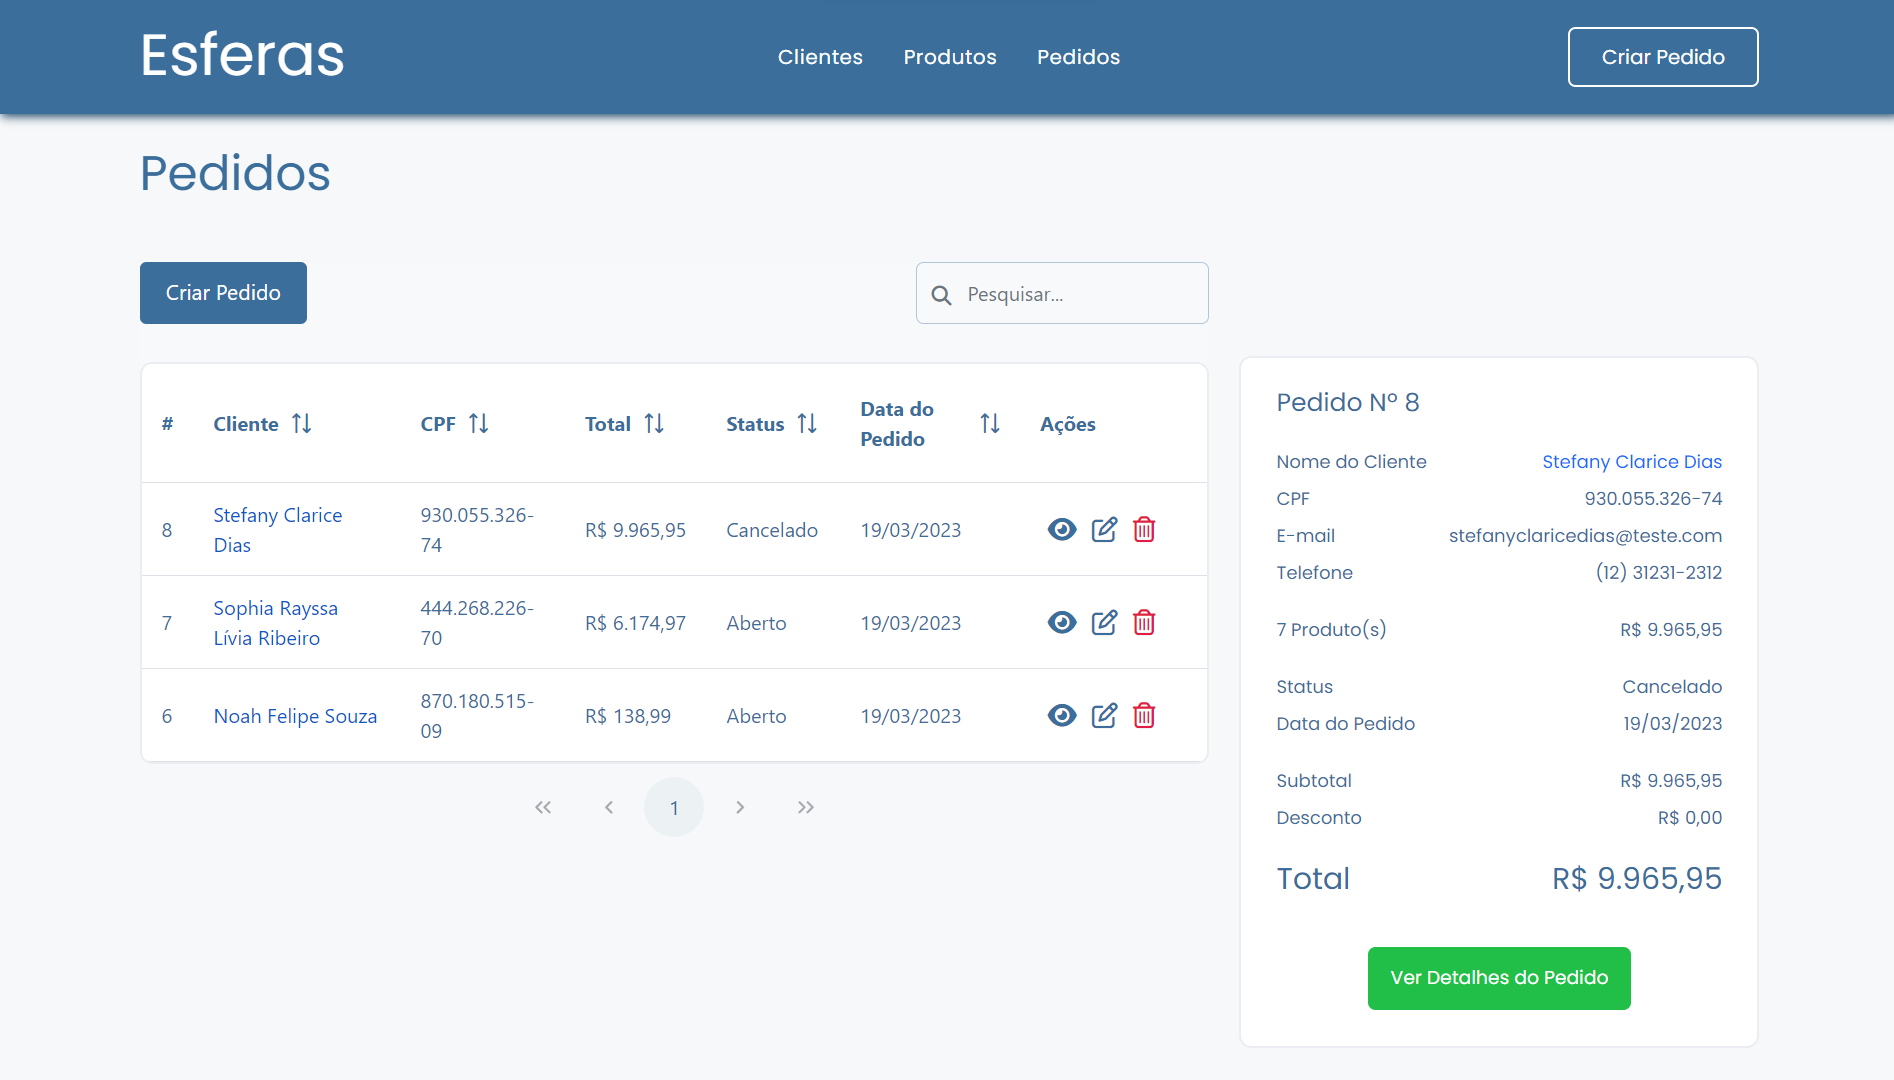 Esferas
Clientes Produtos Pedidos
Criar Pedido
Pedidos
Criar Pedido
Pesquisar...
# Cliente CPF Total Status Data do Pedido Ações
8 Stefany Clarice Dias 930.055.326-74 R$ 9.965,95 Cancelado 19/03/2023
7 Sophia Rayssa Lívia Ribeiro 444.268.226-70 R$ 6.174,97 Aberto 19/03/2023
6 Noah Felipe Souza 870.180.515-09 R$ 138,99 Aberto 19/03/2023
1
Pedido Nº 8
Nome do Cliente Stefany Clarice Dias
CPF 930.055.326-74
E-mail stefanyclaricedias@teste.com
Telefone (12) 31231-2312
7 Produto(s) R$ 9.965,95
Status Cancelado
Data do Pedido 19/03/2023
Subtotal R$ 9.965,95
Desconto R$ 0,00
Total R$ 9.965,95
Ver Detalhes do Pedido